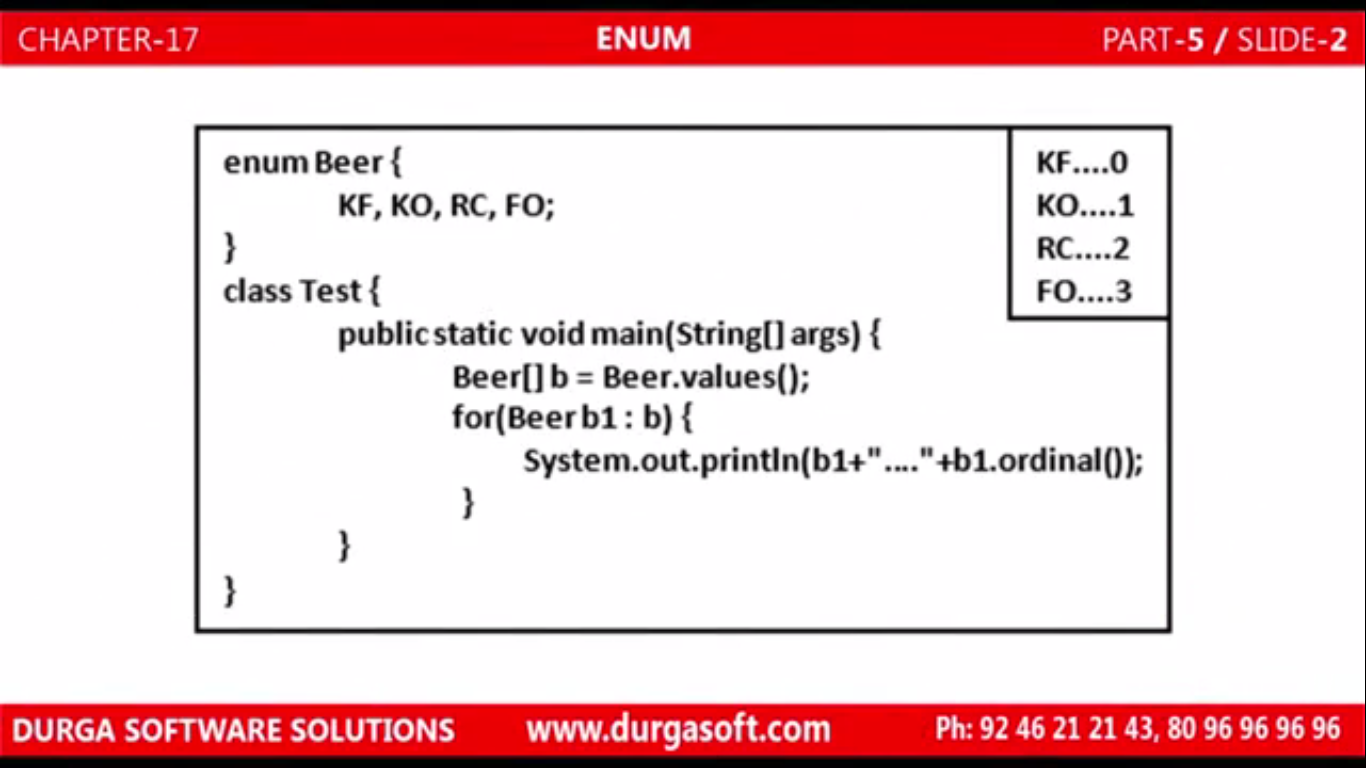 CHAPTER-17 ENUM PART-5 / SLIDE-2
enum Beer {
KF, KO, RC, FO;
}
class Test {
public static void main(String[] args) {
Beer[] b = Beer.values();
for(Beer b1 : b) {
System.out.println(b1+"...."+b1.ordinal());
}
}
}
KF....0
KO....1
RC....2
FO....3
DURGA SOFTWARE SOLUTIONS www.durgasoft.com Ph: 92 46 21 21 43, 80 96 96 96 96